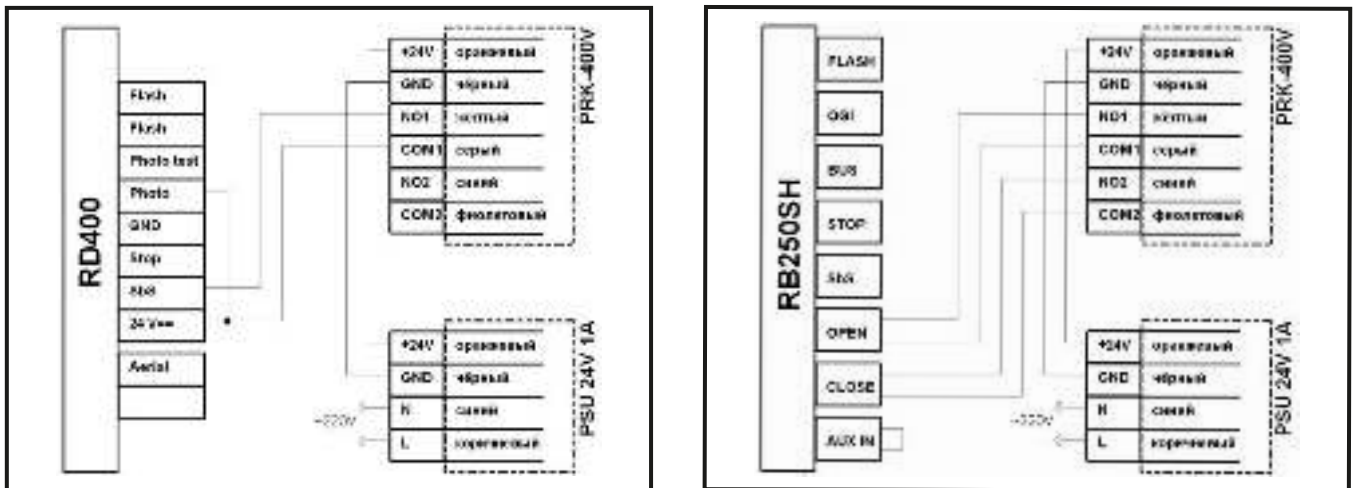 RD400
Flash
Flash
Photo test
Photo
GND
Stop
SbS
24 V==
Aerial
+24V оранжевый
GND чёрный
NO1 желтый
COM1 серый
NO2 синий
COM2 фиолетовый
PRK-400V
+24V оранжевый
GND чёрный
N синий
L коричневый
~220V
PSU 24V 1A
RB250SH
FLASH
OGI
BUS
STOP
SbS
OPEN
CLOSE
AUX IN
+24V оранжевый
GND чёрный
NO1 желтый
COM1 серый
NO2 синий
COM2 фиолетовый
PRK-400V
+24V оранжевый
GND чёрный
N синий
L коричневый
~220V
PSU 24V 1A